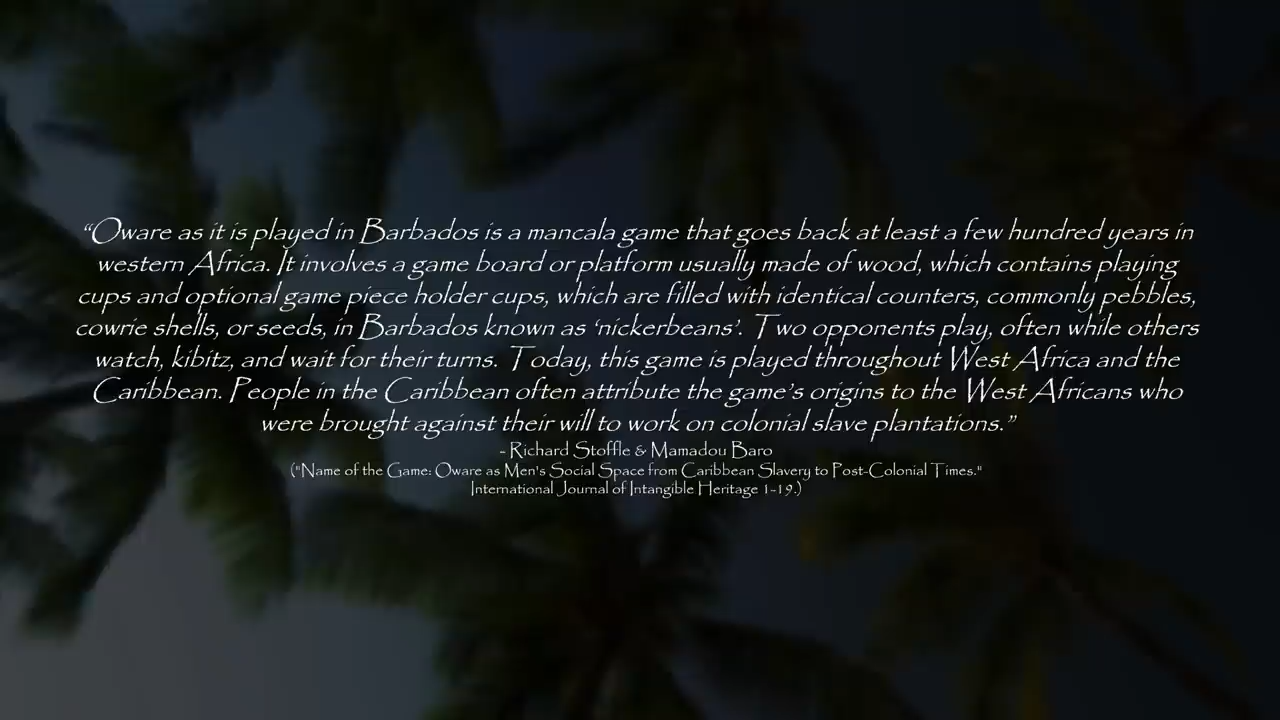 “Oware as it is played in Barbados is a mancala game that goes back at least a few hundred years in
western Africa. It involves a game board or platform usually made of wood, which contains playing
cups and optional game piece holder cups, which are filled with identical counters, commonly pebbles,
cowrie shells, or seeds, in Barbados known as ‘nickerbeans’. Two opponents play, often while others
watch, kibitz, and wait for their turns. Today, this game is played throughout West Africa and the
Caribbean. People in the Caribbean often attribute the game’s origins to the West Africans who
were brought against their will to work on colonial slave plantations.”
- Richard Stoffle & Mamadou Baro
("Name of the Game: Oware as Men's Social Space from Caribbean Slavery to Post-Colonial Times."
International Journal of Intangible Heritage 1-19.)